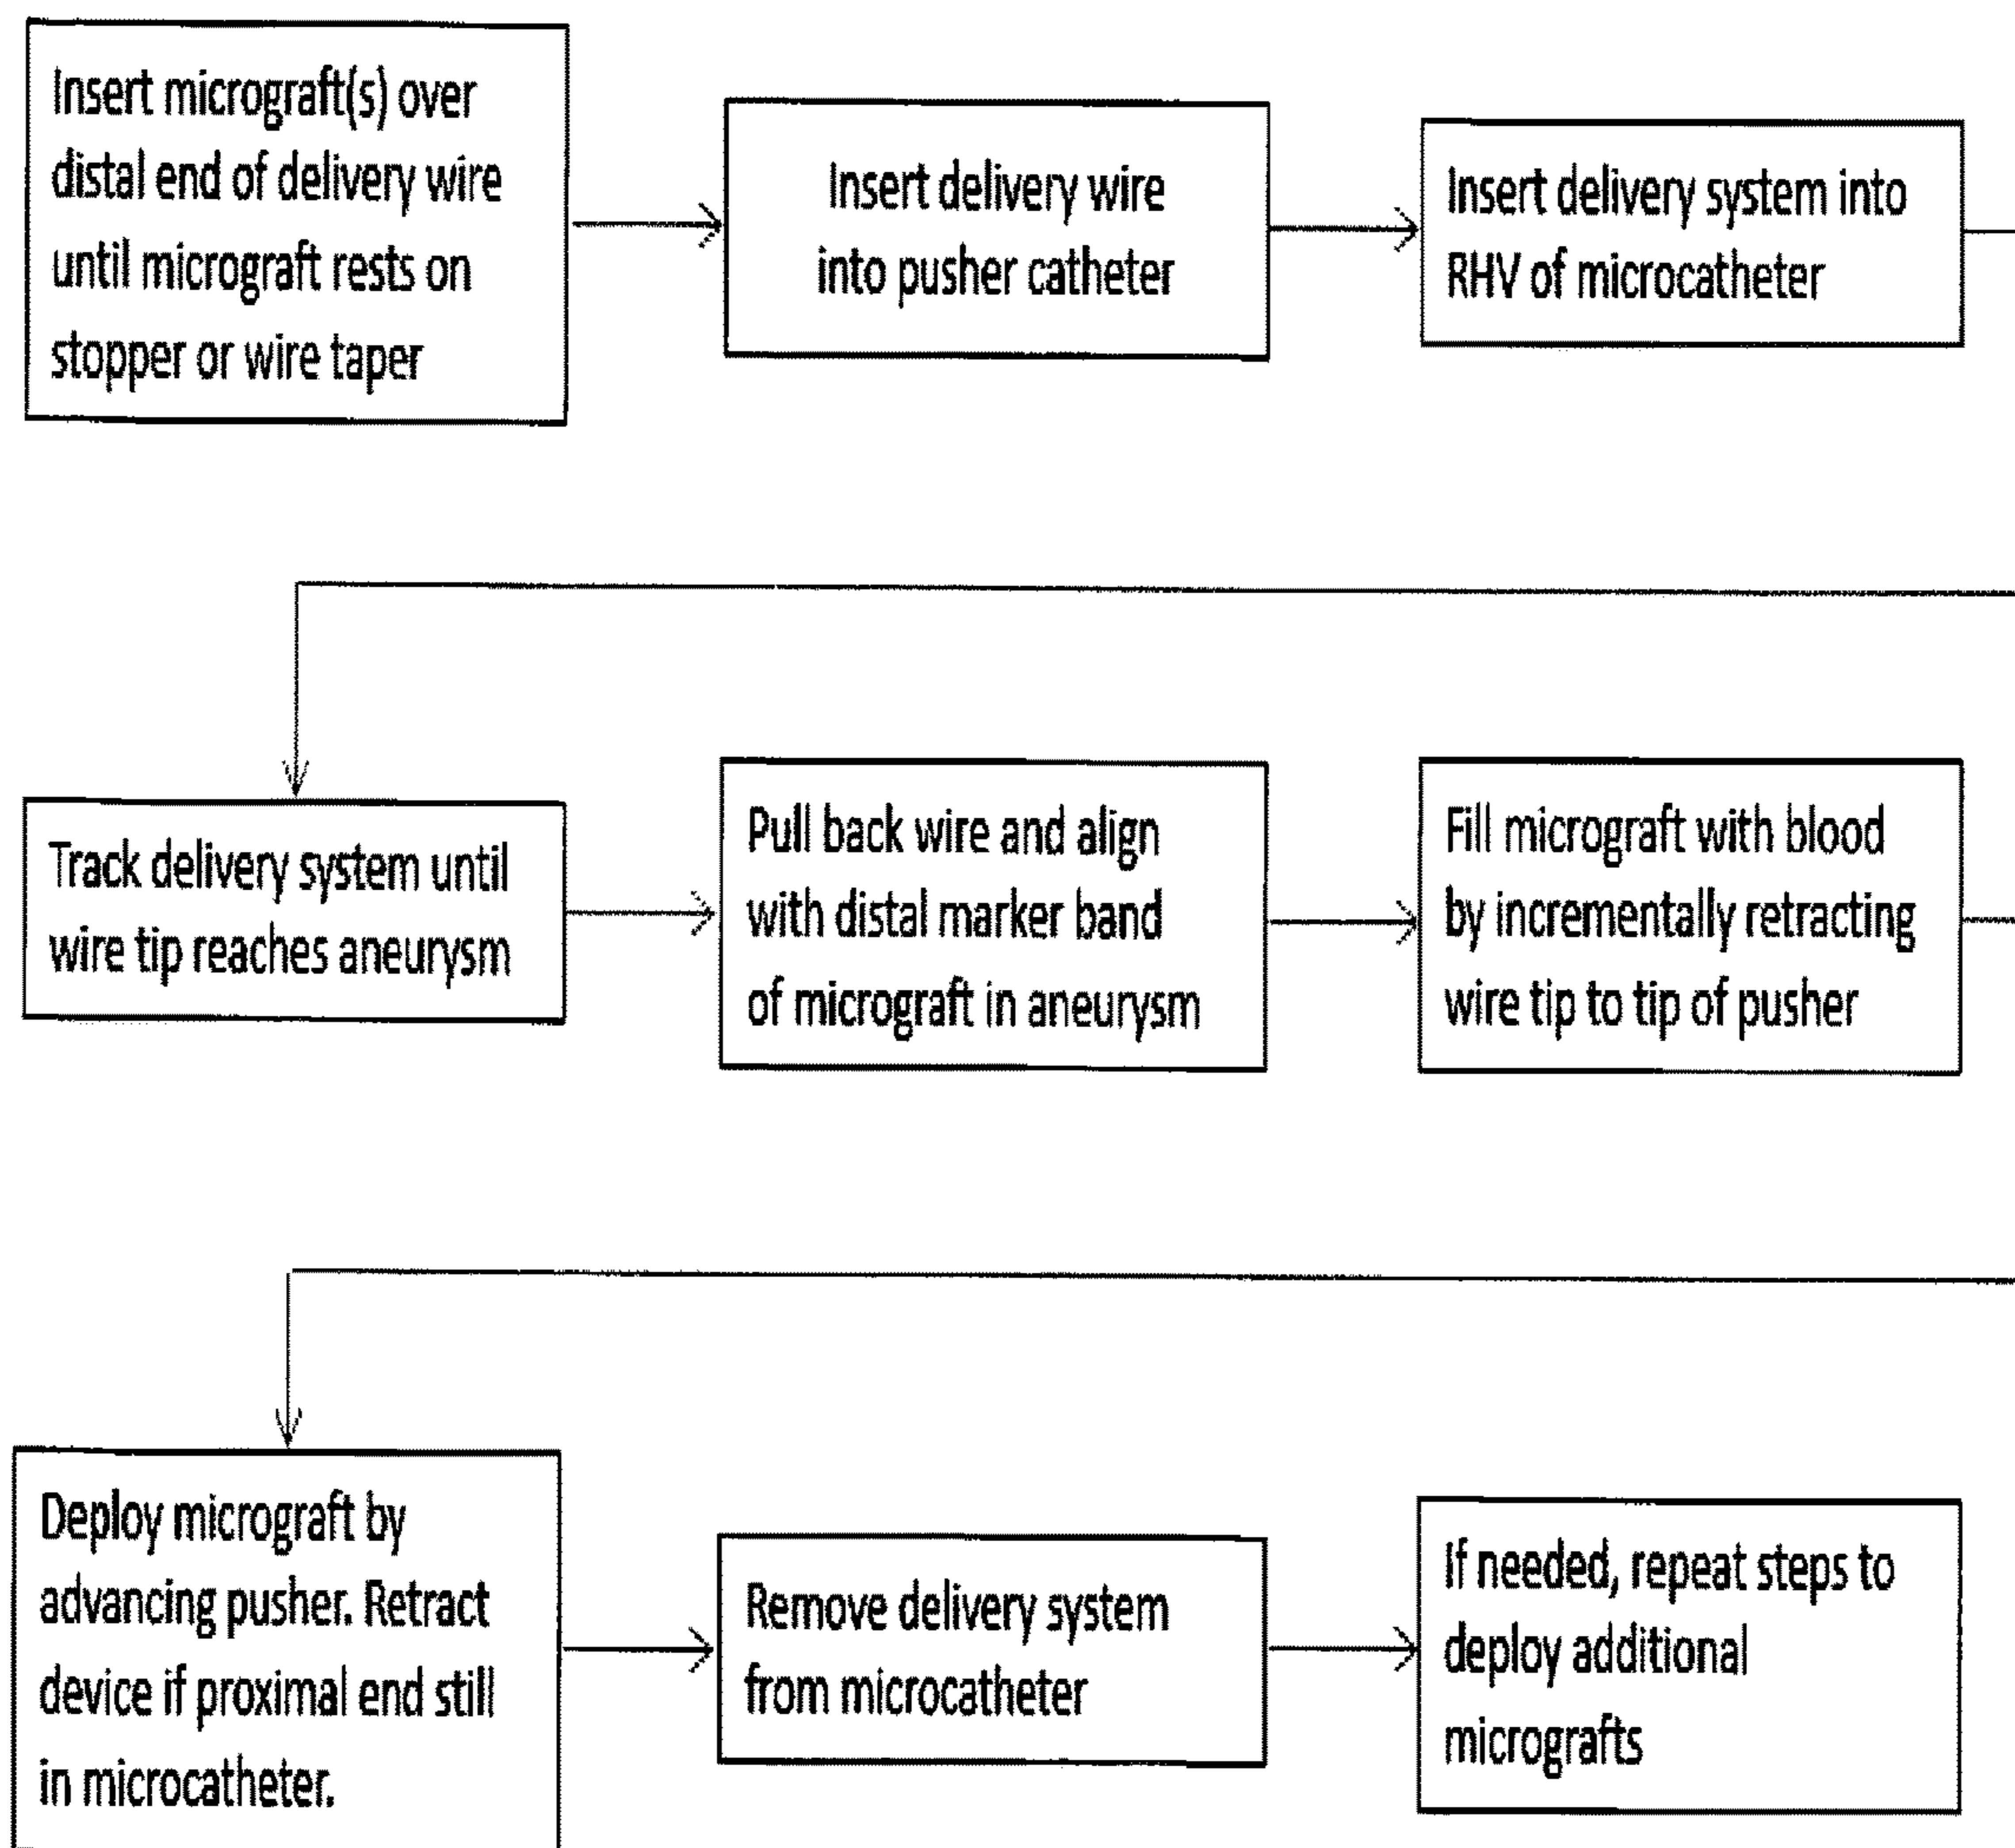 Insert micrograft(s) over
distal end of delivery wire
until micrograft rests on
stopper or wire taper
Insert delivery wire
into pusher catheter
Insert delivery system into
RHV of microcatheter
Track delivery system until
wire tip reaches aneurysm
Pull back wire and align
with distal marker band
of micrograft in aneurysm
Fill micrograft with blood
by incrementally retracting
wire tip to tip of pusher
Deploy micrograft by
advancing pusher. Retract
device if proximal end still
in microcatheter.
Remove delivery system
from microcatheter
If needed, repeat steps to
deploy additional
micrografts